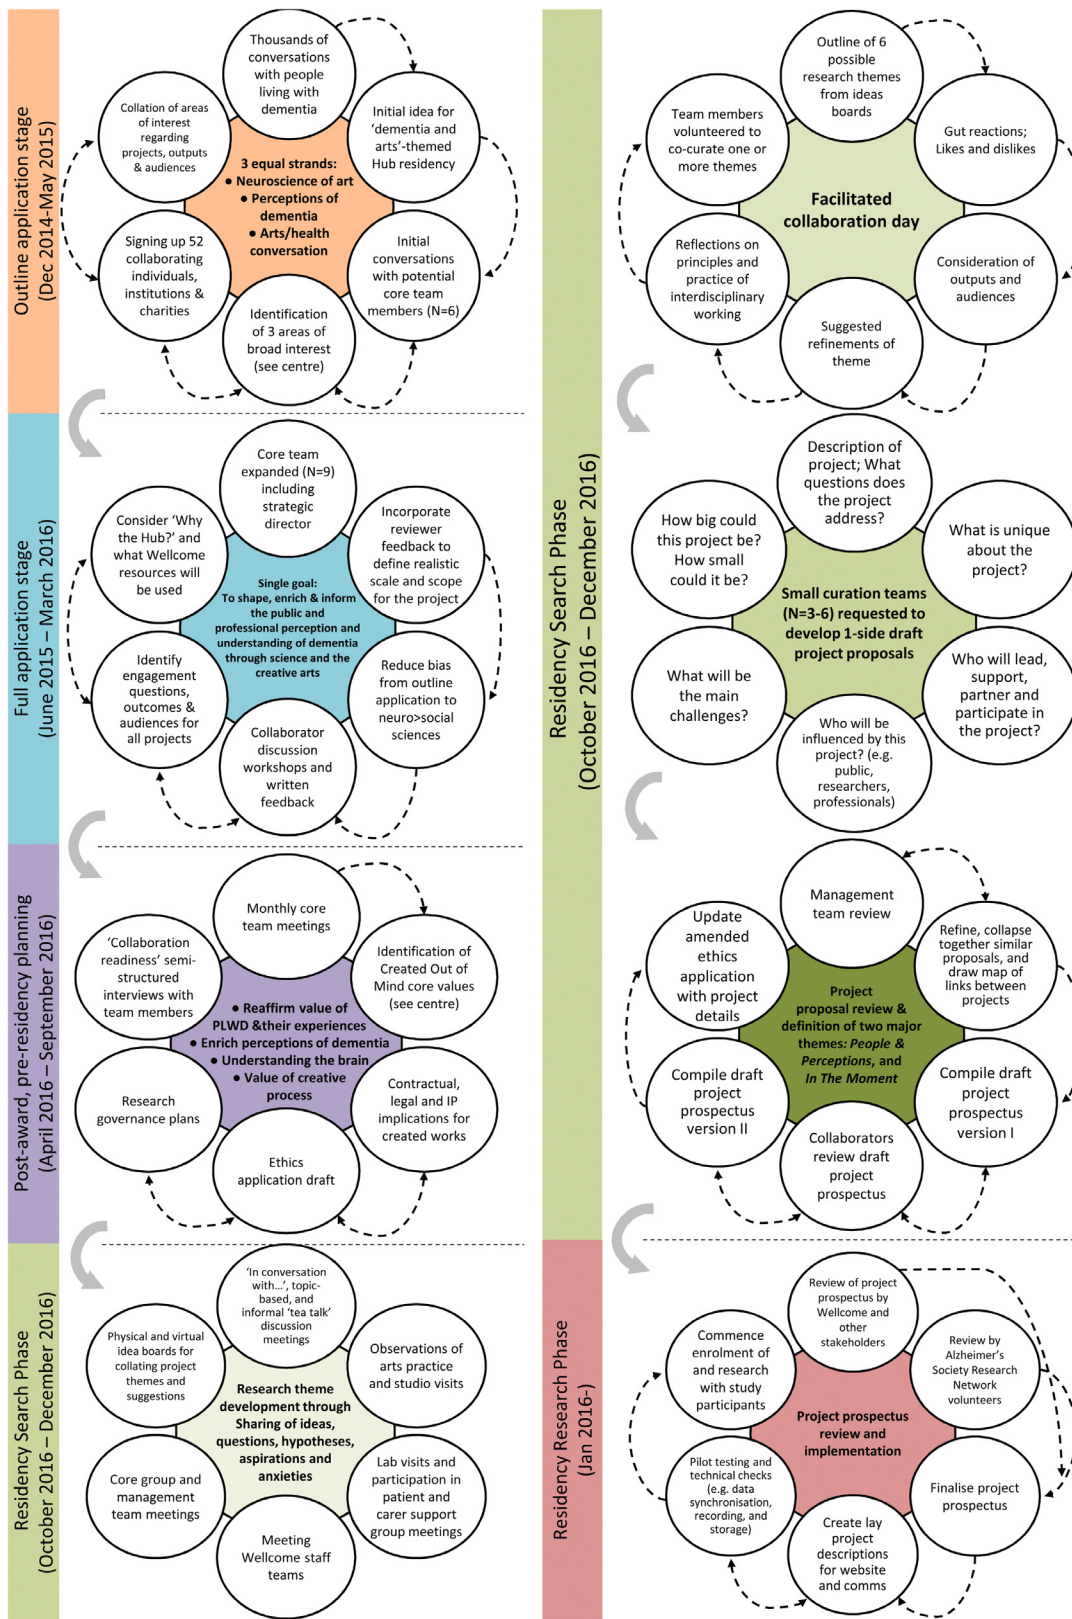 Outline application stage
(Dec 2014-May 2015)
Thousands of
conversations
with people
living with
dementia
Initial idea for
‘dementia and
arts’-themed
Hub residency
Initial
conversations
with potential
core team
members (N=6)
Identification
of 3 areas of
broad interest
(see centre)
Signing up 52
collaborating
individuals,
institutions &
charities
Collation of areas
of interest
regarding
projects, outputs
& audiences
3 equal strands:
● Neuroscience of art
● Perceptions of
dementia
● Arts/health
conversation
Full application stage
(June 2015 – March 2016)
Core team
expanded (N=9)
including
strategic
director
Incorporate
reviewer
feedback to
define realistic
scale and scope
for the project
Reduce bias
from outline
application to
neuro>social
sciences
Collaborator
discussion
workshops and
written
feedback
Identify
engagement
questions,
outcomes &
audiences for
all projects
Consider ‘Why
the Hub?’ and
what Wellcome
resources will
be used
Single goal:
To shape, enrich & inform
the public and
professional perception and
understanding of dementia
through science and the
creative arts
Post-award, pre-residency planning
(April 2016 – September 2016)
Monthly core
team meetings
Identification of
Created Out of
Mind core values
(see centre)
Contractual,
legal and IP
implications for
created works
Ethics
application draft
Research
governance plans
‘Collaboration
readiness’ semi-
structured
interviews with
team members
● Reaffirm value of
PLWD &their experiences
● Enrich perceptions of dementia
● Understanding the brain
● Value of creative
process
Residency Search Phase
(October 2016 – December 2016)
‘In conversation
with…’, topic-
based, and
informal ‘tea talk’
discussion
meetings
Observations of
arts practice
and studio visits
Lab visits and
participation in
patient and
carer support
group meetings
Meeting
Wellcome staff
teams
Core group and
management
team meetings
Physical and virtual
idea boards for
collating project
themes and
suggestions
Research theme
development through
Sharing of ideas,
questions, hypotheses,
aspirations and
anxieties
Residency Search Phase
(October 2016 – December 2016)
Outline of 6
possible
research themes
from ideas
boards
Gut reactions;
Likes and dislikes
Consideration of
outputs and
audiences
Suggested
refinements of
theme
Reflections on
principles and
practice of
interdisciplinary
working
Team members
volunteered to
co-curate one or
more themes
Facilitated
collaboration day
Description of
project; What
questions does
the project
address?
What is unique
about the
project?
Who will lead,
support,
partner and
participate in
the project?
Who will be
influenced by this
project? (e.g.
public,
researchers,
professionals)
What will be
the main
challenges?
How big could
this project be?
How small
could it be?
Small curation teams
(N=3-6) requested to
develop 1-side draft
project proposals
Management
team review
Refine, collapse
together similar
proposals, and
draw map of
links between
projects
Compile draft
project
prospectus
version I
Collaborators
review draft
project
prospectus
Compile draft
project
prospectus
version II
Update
amended
ethics
application
with project
details
Project
proposal review &
definition of two major
themes: People &
Perceptions, and
In The Moment
Residency Research Phase
(Jan 2016-)
Review of project
prospectus by
Wellcome and
other
stakeholders
Review by
Alzheimer’s
Society Research
Network
volunteers
Finalise project
prospectus
Create lay
project
descriptions
for website
and comms
Pilot testing and
technical checks
(e.g. data
synchronisation,
recording, and
storage)
Commence
enrolment of
and research
with study
participants
Project prospectus
review and
implementation